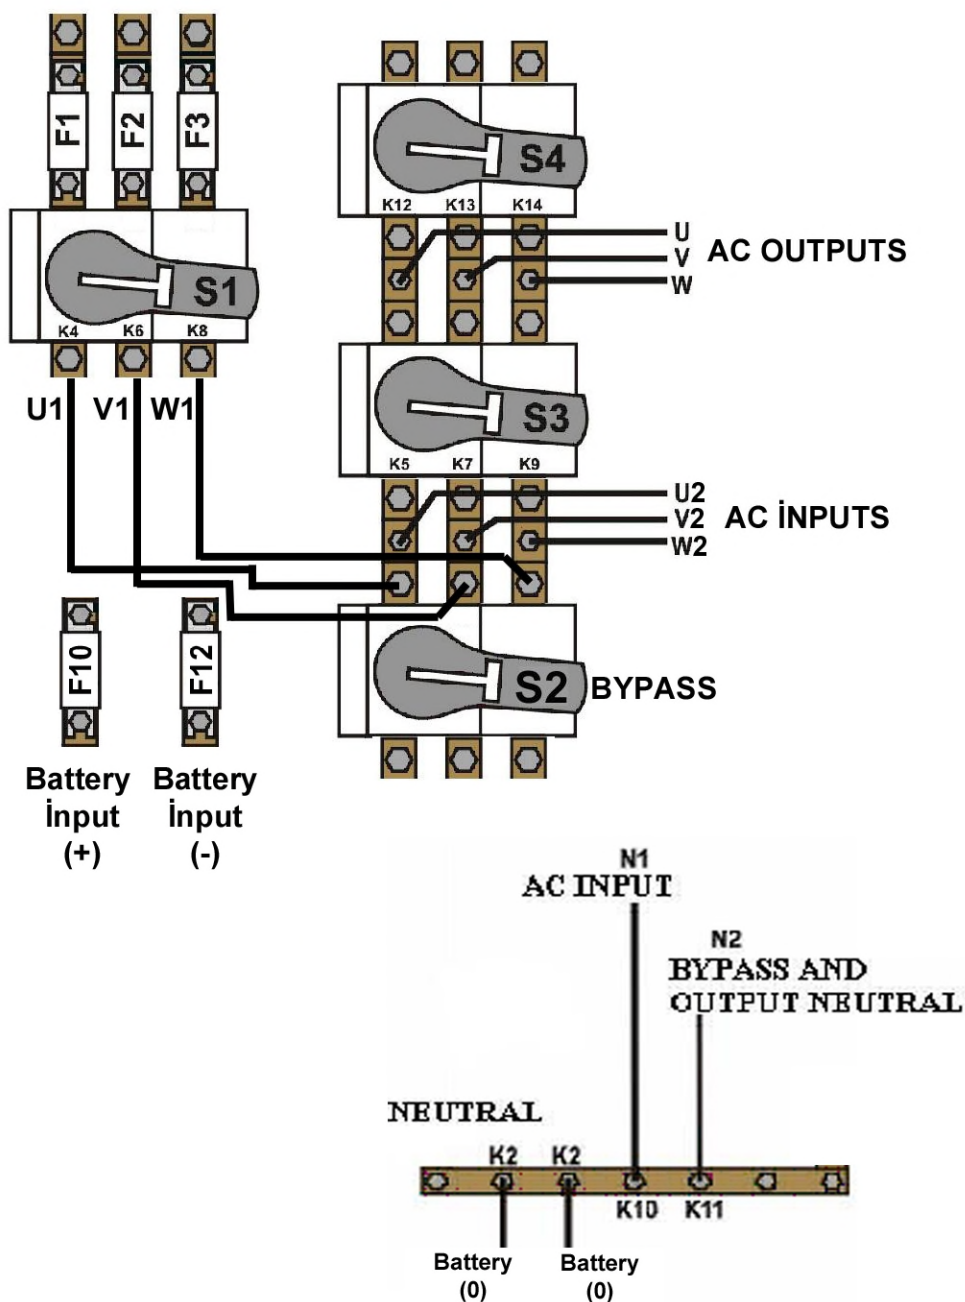 F1
F2
F3
S1
K4 K6 K8
U1 V1 W1
S4
K12 K13 K14
U
V
W
AC OUTPUTS
S3
K5 K7 K9
U2
V2
W2
AC İNPUTS
S2
BYPASS
F10
F12
Battery
İnput
(+)
Battery
İnput
(-)
N1
AC INPUT
N2
BYPASS AND
OUTPUT NEUTRAL
NEUTRAL
K2 K2
K10 K11
Battery
(0)
Battery
(0)